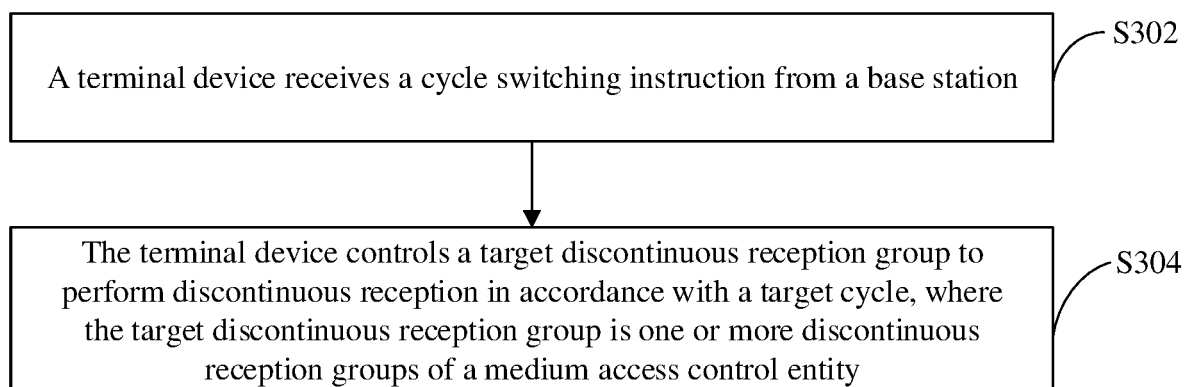 S302
A terminal device receives a cycle switching instruction from a base station
The terminal device controls a target discontinuous reception group to
S304
perform discontinuous reception in accordance with a target cycle, where
the target discontinuous reception group is one or more discontinuous
reception groups of a medium access control entity